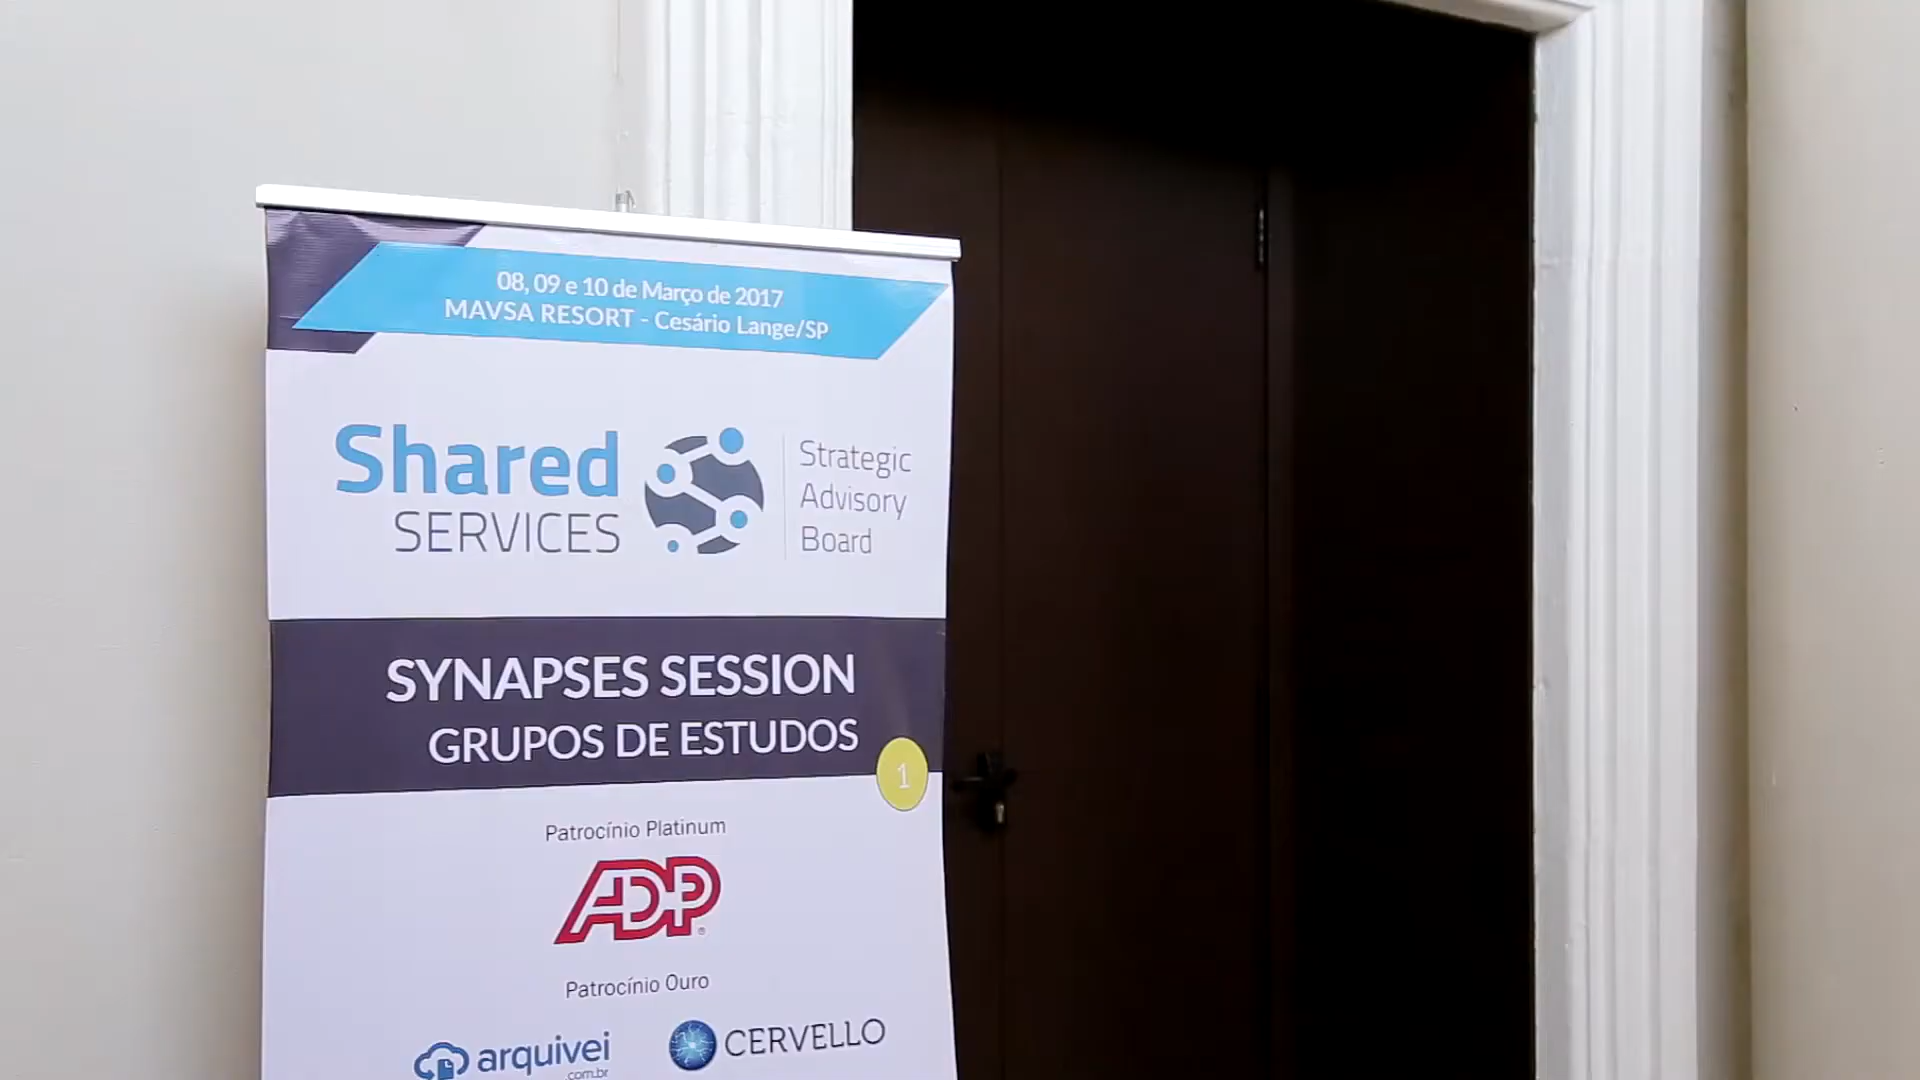 08, 09 e 10 de Março de 2017
MAVSA RESORT - Cesário Lange/SP
Shared
SERVICES
Strategic
Advisory
Board
SYNAPSES SESSION
GRUPOS DE ESTUDOS
1
Patrocínio Platinum
ADP
Patrocínio Ouro
arquivei
.com.br
CERVELLO